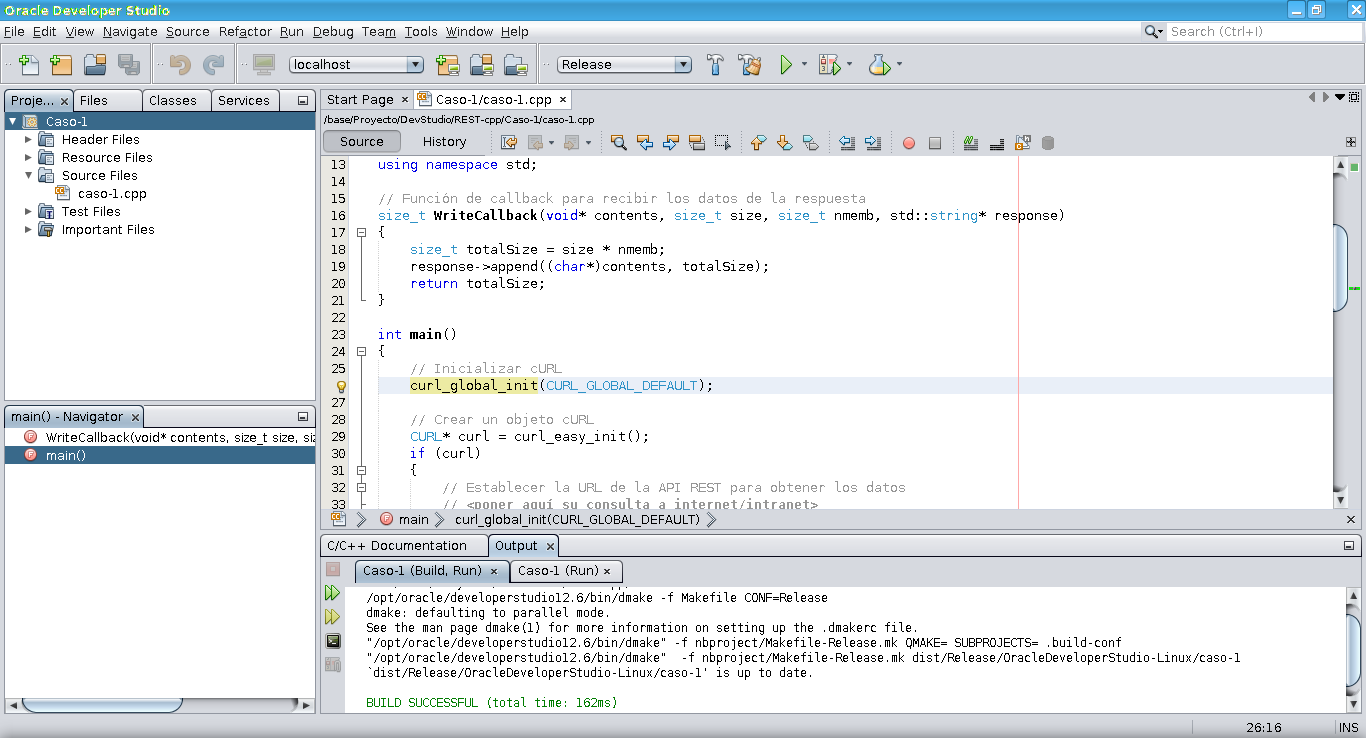 Oracle Developer Studio
File Edit View Navigate Source Refactor Run Debug Team Tools Window Help
Search (Ctrl+I)
localhost
Release
Proje... × Files Classes Services
Caso-1
Header Files
Resource Files
Source Files
caso-1.cpp
Test Files
Important Files
main() - Navigator ×
WriteCallback(void* contents, size_t size, siz
main()
Start Page × Caso-1/caso-1.cpp ×
/base/Proyecto/DevStudio/REST-cpp/Caso-1/caso-1.cpp
Source History
13 using namespace std;
14
15 // Función de callback para recibir los datos de la respuesta
16 size_t WriteCallback(void* contents, size_t size, size_t nmemb, std::string* response)
17 {
18 size_t totalSize = size * nmemb;
19 response->append((char*)contents, totalSize);
20 return totalSize;
21 }
22
23 int main()
24 {
25 // Inicializar cURL
curl_global_init(CURL_GLOBAL_DEFAULT);
27
28 // Crear un objeto cURL
29 CURL* curl = curl_easy_init();
30 if (curl)
31 {
32 // Establecer la URL de la API REST para obtener los datos
33 // <poner aquí su consulta a internet/intranet>
main curl_global_init(CURL_GLOBAL_DEFAULT)
C/C++ Documentation Output ×
Caso-1 (Build, Run) × Caso-1 (Run) ×
/opt/oracle/developerstudio12.6/bin/dmake -f Makefile CONF=Release
dmake: defaulting to parallel mode.
See the man page dmake(1) for more information on setting up the .dmakerc file.
"/opt/oracle/developerstudio12.6/bin/dmake" -f nbproject/Makefile-Release.mk QMAKE= SUBPROJECTS= .build-conf
"/opt/oracle/developerstudio12.6/bin/dmake"  -f nbproject/Makefile-Release.mk dist/Release/OracleDeveloperStudio-Linux/caso-1
`dist/Release/OracleDeveloperStudio-Linux/caso-1' is up to date.
BUILD SUCCESSFUL (total time: 162ms)
26:16 INS